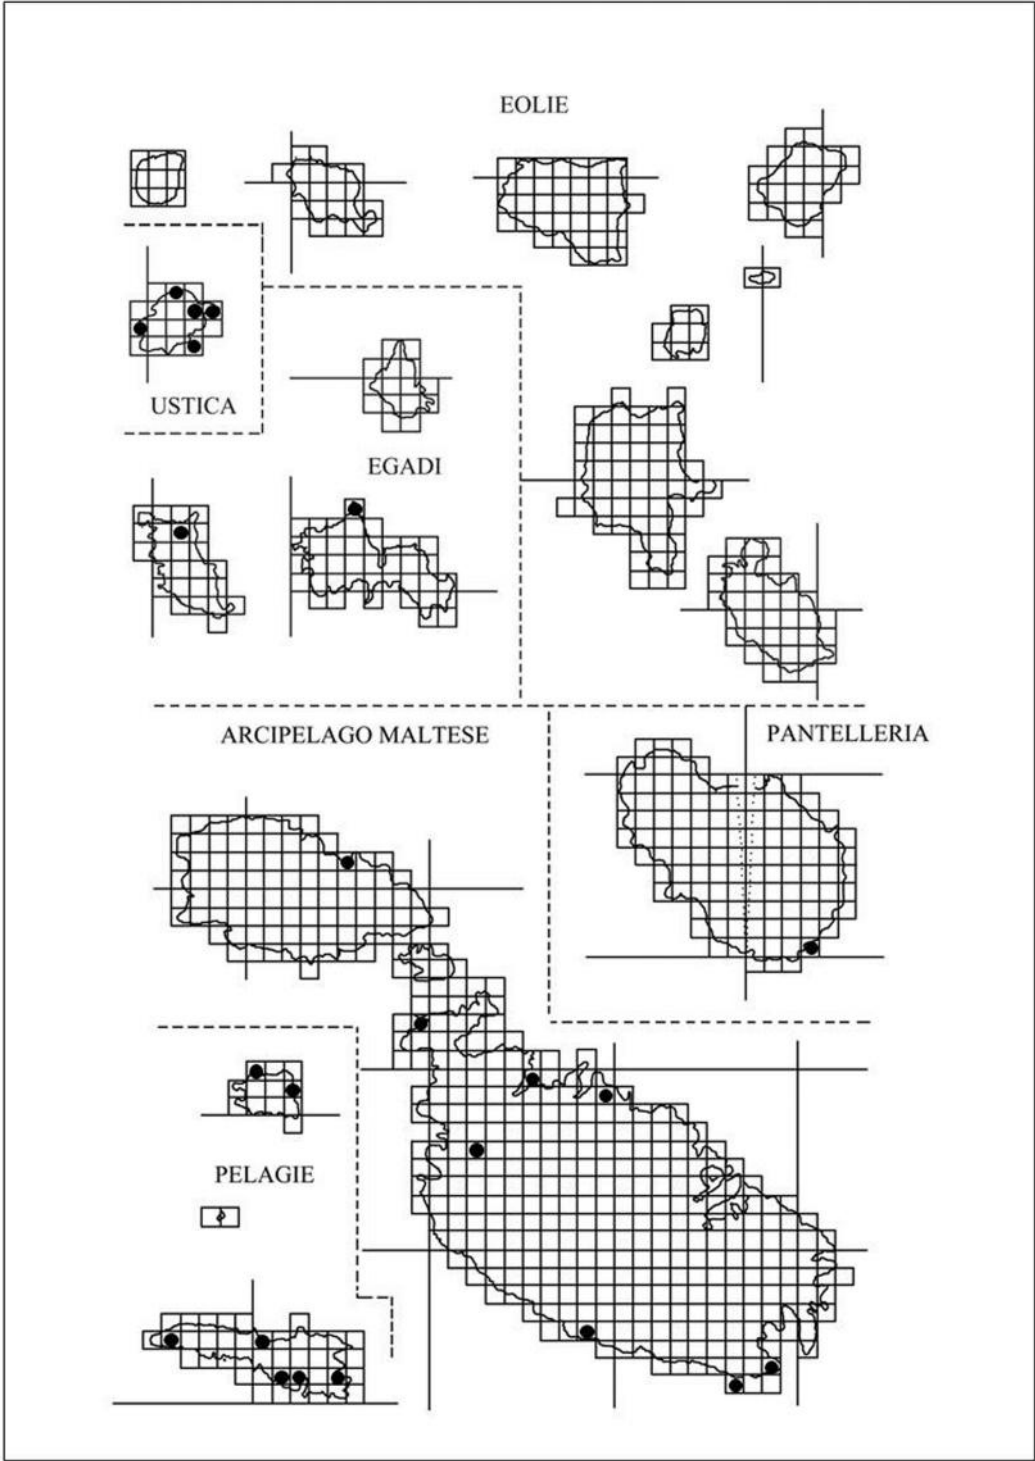 EOLIE
USTICA
EGADI
ARCIPELAGO MALTESE
PANTELLERIA
PELAGIE